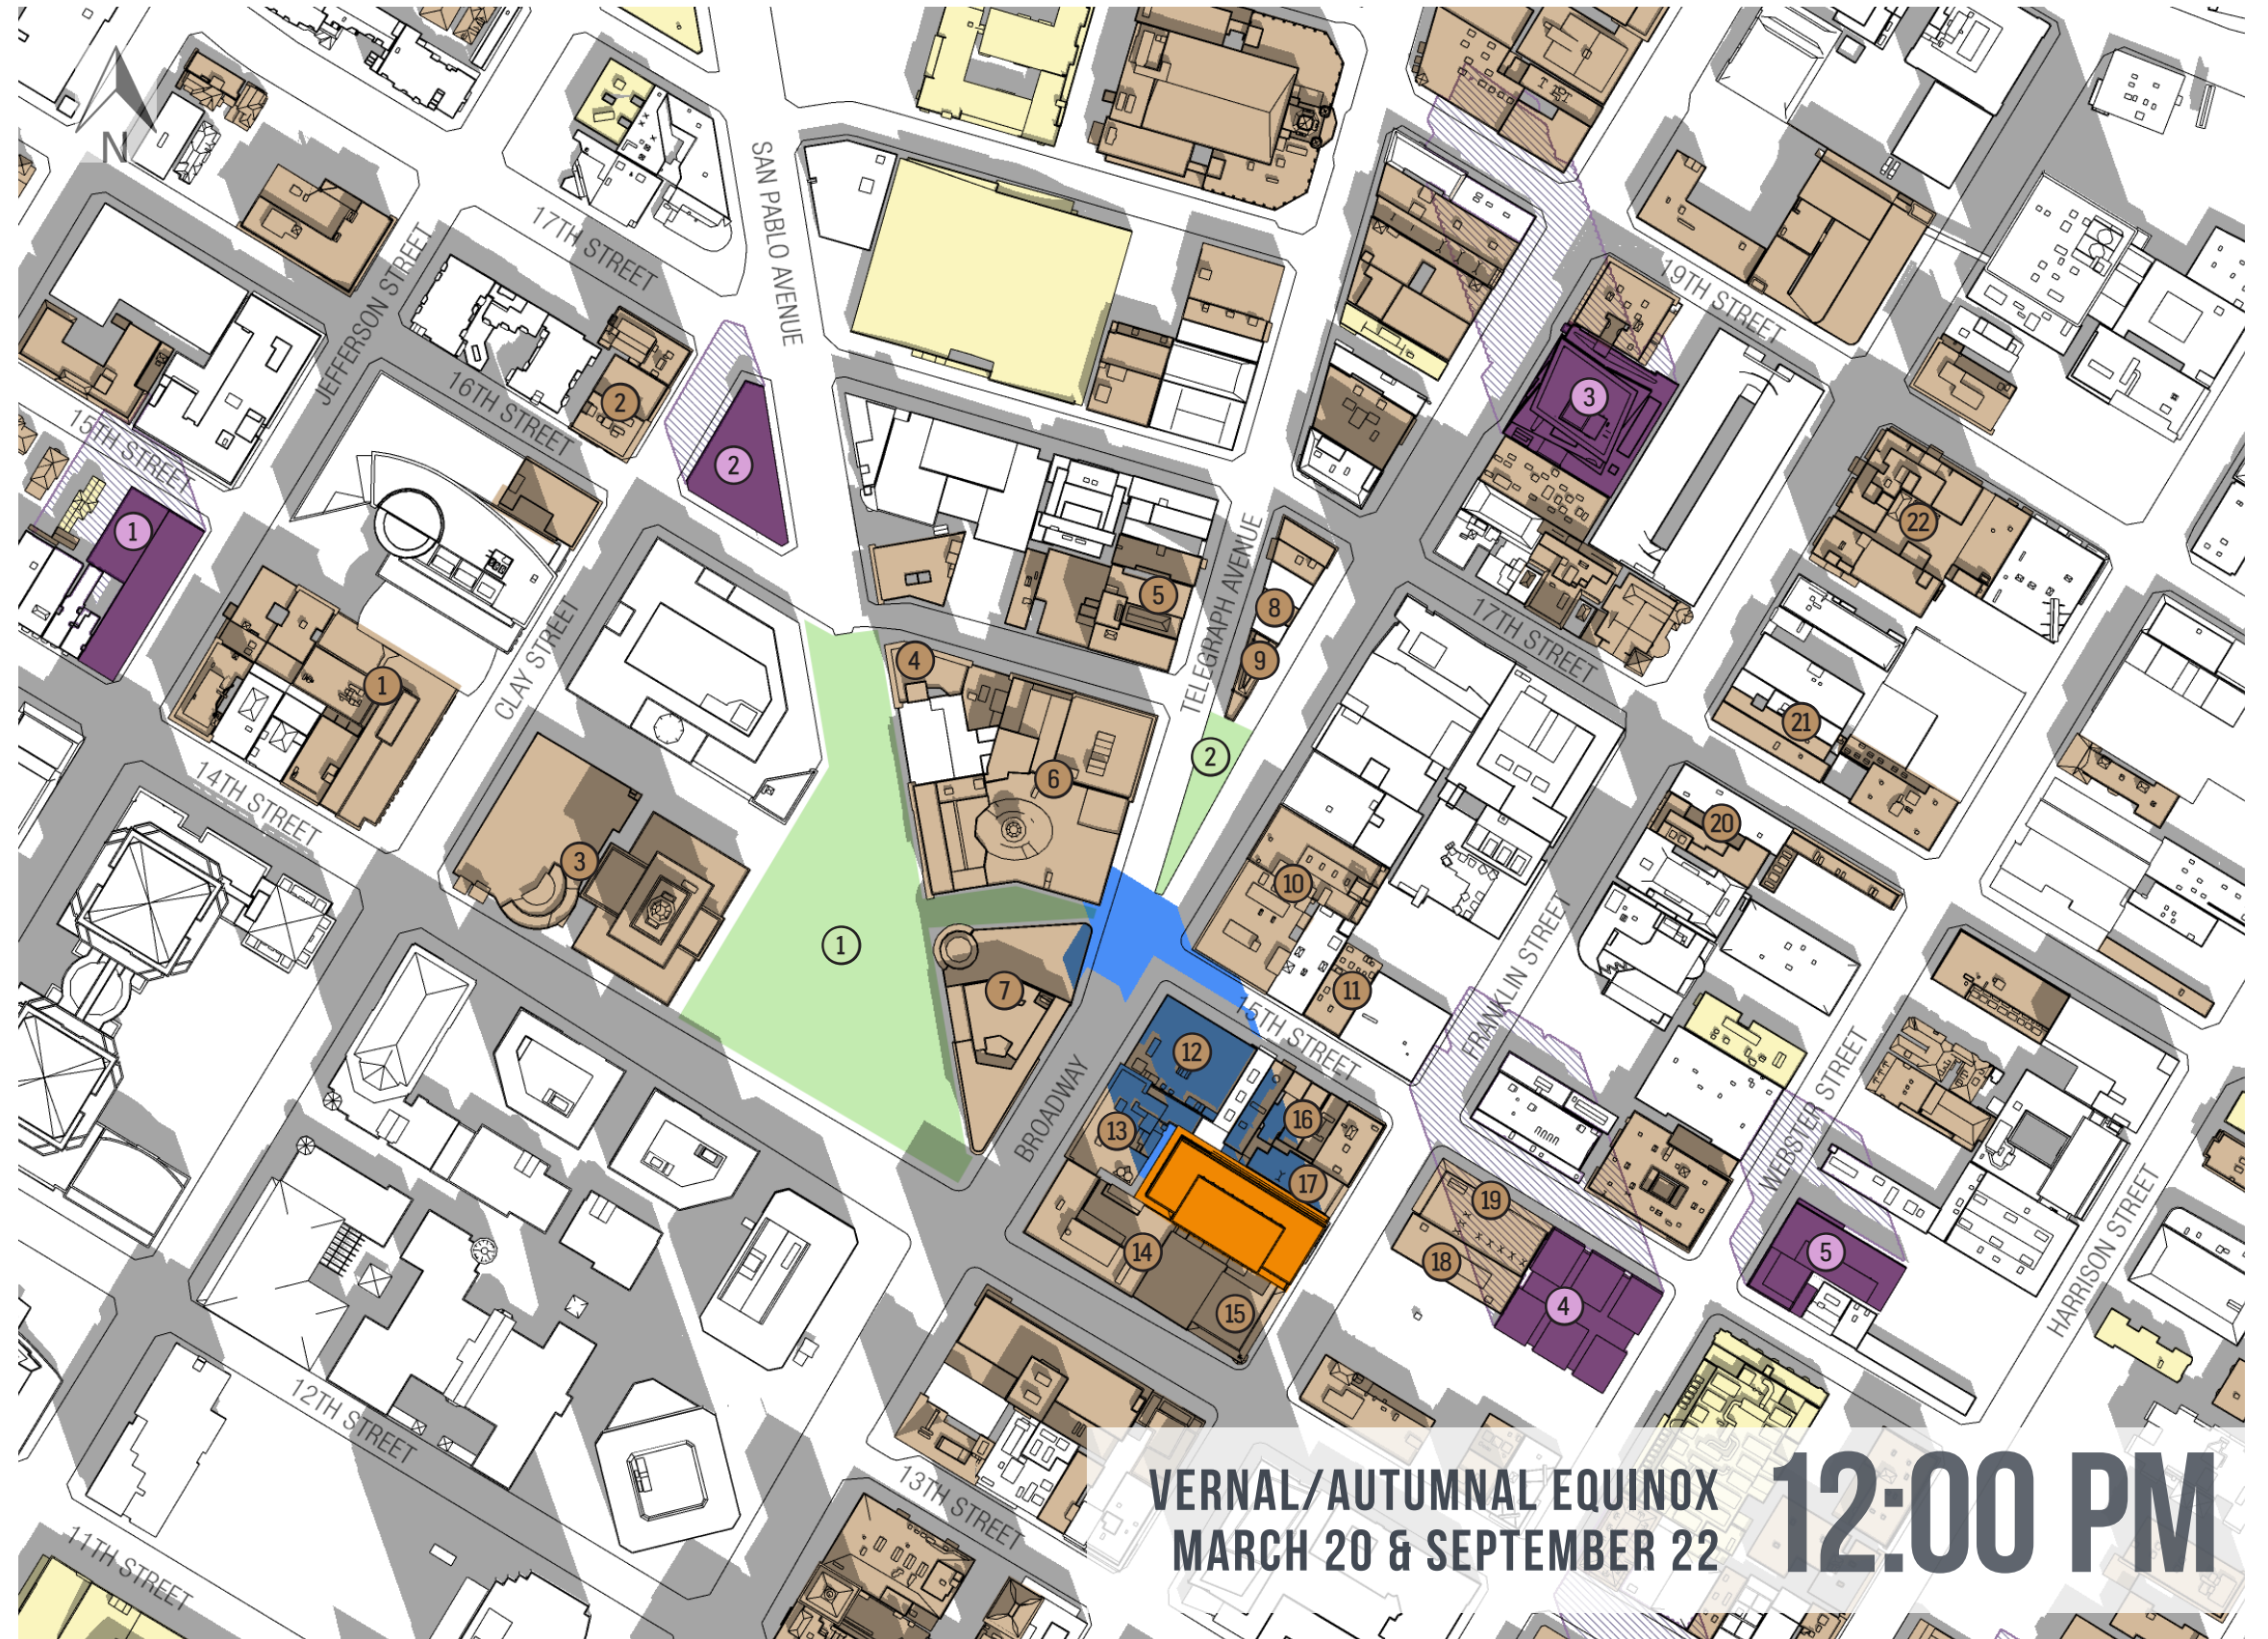 N
SAN PABLO AVENUE
17TH STREET
JEFFERSON STREET
19TH STREET
16TH STREET
2
3
15TH STREET
2
1
22
TELEGRAPH AVENUE
5
8
17TH STREET
CLAY STREET
4
9
1
21
2
6
14TH STREET
20
3
10
1
7
11
FRANKLIN STREET
15TH STREET
12
BROADWAY
13
16
WEBSTER STREET
17
19
14
18
5
HARRISON STREET
15
4
12TH STREET
13TH STREET
11TH STREET
VERNAL/AUTUMNAL EQUINOX
MARCH 20 & SEPTEMBER 22
12:00 PM